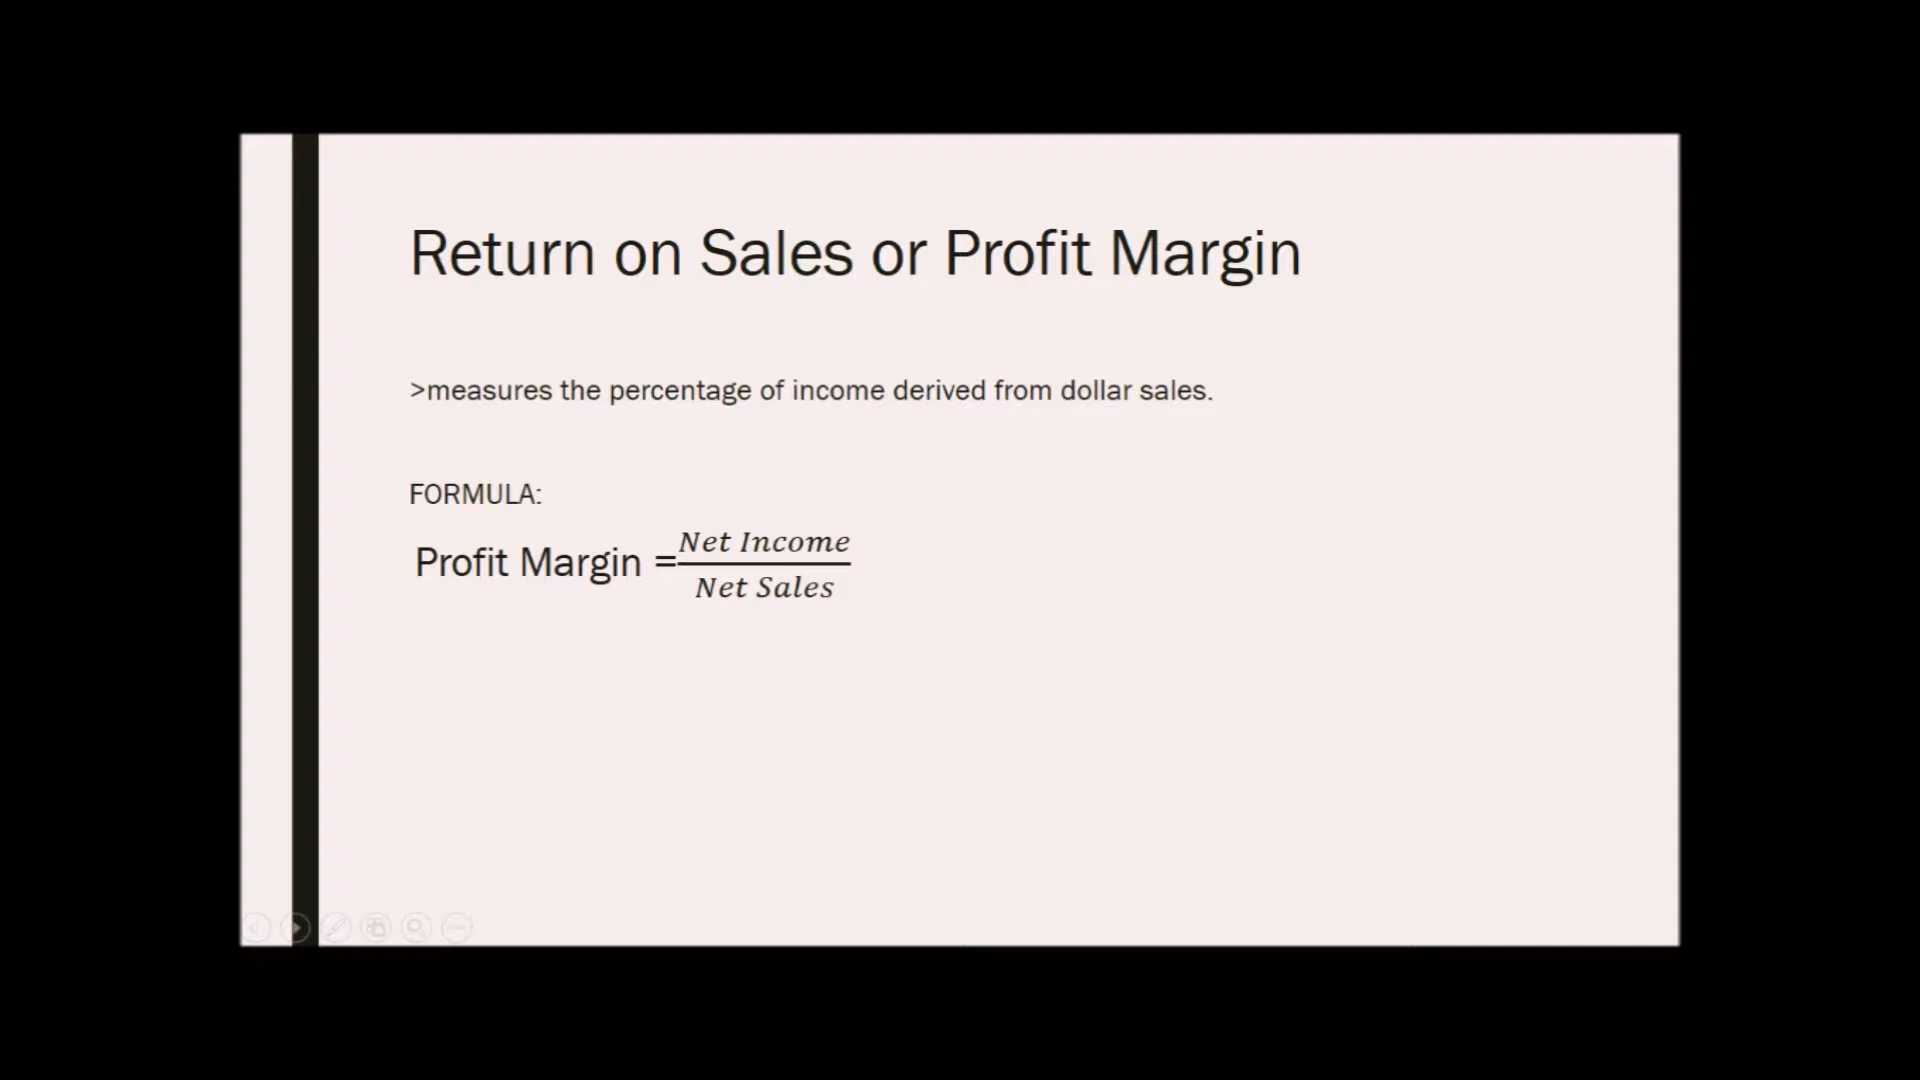 Return on Sales or Profit Margin
>measures the percentage of income derived from dollar sales.
FORMULA:
Profit Margin = Net Income / Net Sales